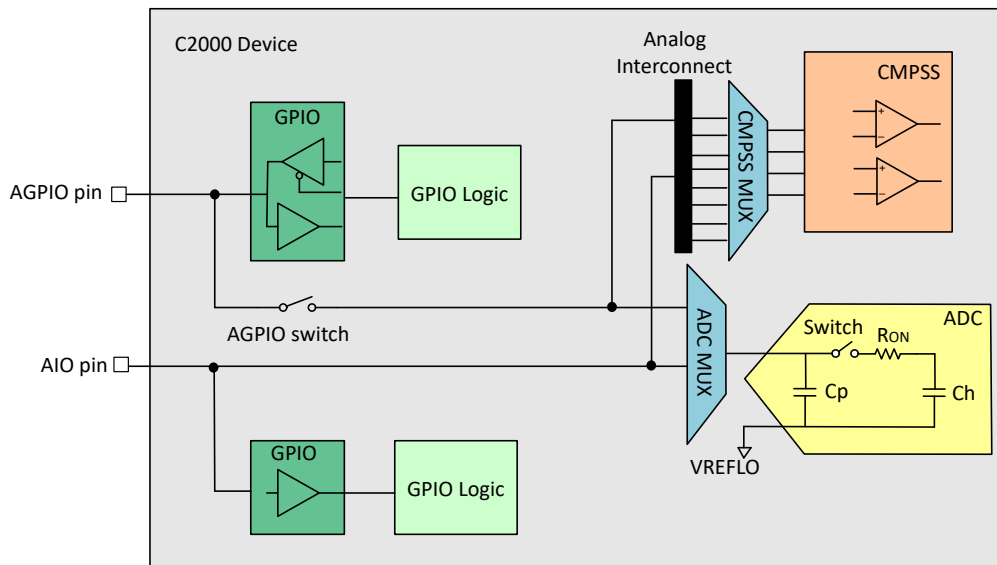 C2000 Device
Analog
Interconnect
CMPSS
+
−
+
−
CMPSS MUX
GPIO
GPIO Logic
AGPIO pin
AGPIO switch
ADC MUX
ADC
Switch
RON
Cp
Ch
VREFLO
AIO pin
GPIO
GPIO Logic